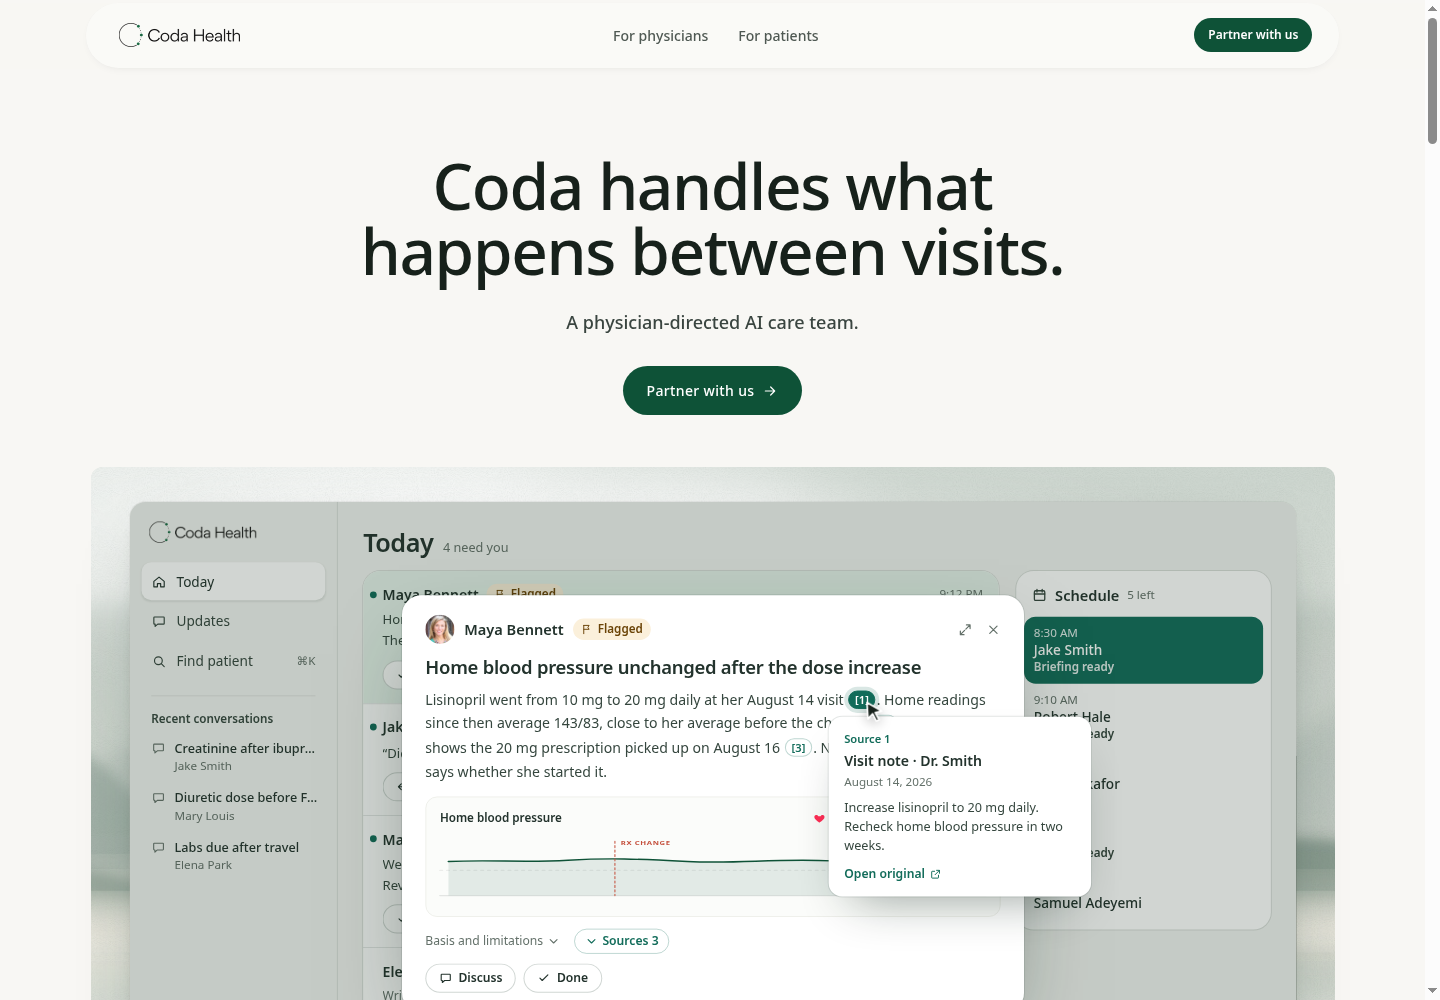 Coda Health
For physicians
For patients
Partner with us
Coda handles what
happens between visits.
A physician-directed AI care team.
Partner with us
Coda Health
Today
Updates
Find patient ⌘K
Recent conversations
Creatinine after ibupr...
Jake Smith
Diuretic dose before F...
Mary Louis
Labs due after travel
Elena Park
Today 4 need you
Maya Bennett Flagged 9:12 PM
Maya Bennett Flagged
Home blood pressure unchanged after the dose increase
Lisinopril went from 10 mg to 20 mg daily at her August 14 visit [1]. Home readings
since then average 143/83, close to her average before the
shows the 20 mg prescription picked up on August 16 [3].
says whether she started it.
Home blood pressure
RX CHANGE
Basis and limitations
Sources 3
Discuss
Done
Source 1
Visit note · Dr. Smith
August 14, 2026
Increase lisinopril to 20 mg daily.
Recheck home blood pressure in two
weeks.
Open original
Schedule 5 left
8:30 AM
Jake Smith
Briefing ready
9:10 AM
Robert Hale
Samuel Adeyemi